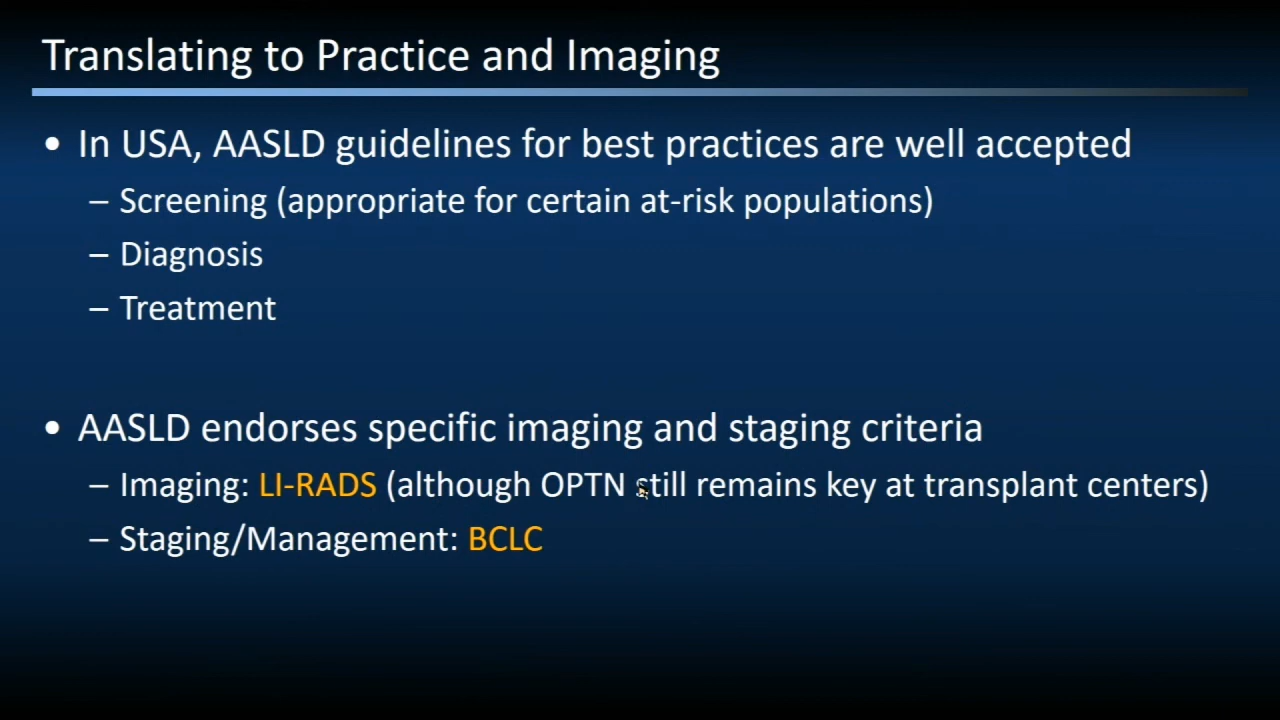 Translating to Practice and Imaging
• In USA, AASLD guidelines for best practices are well accepted
– Screening (appropriate for certain at-risk populations)
– Diagnosis
– Treatment
• AASLD endorses specific imaging and staging criteria
– Imaging: LI-RADS (although OPTN still remains key at transplant centers)
– Staging/Management: BCLC